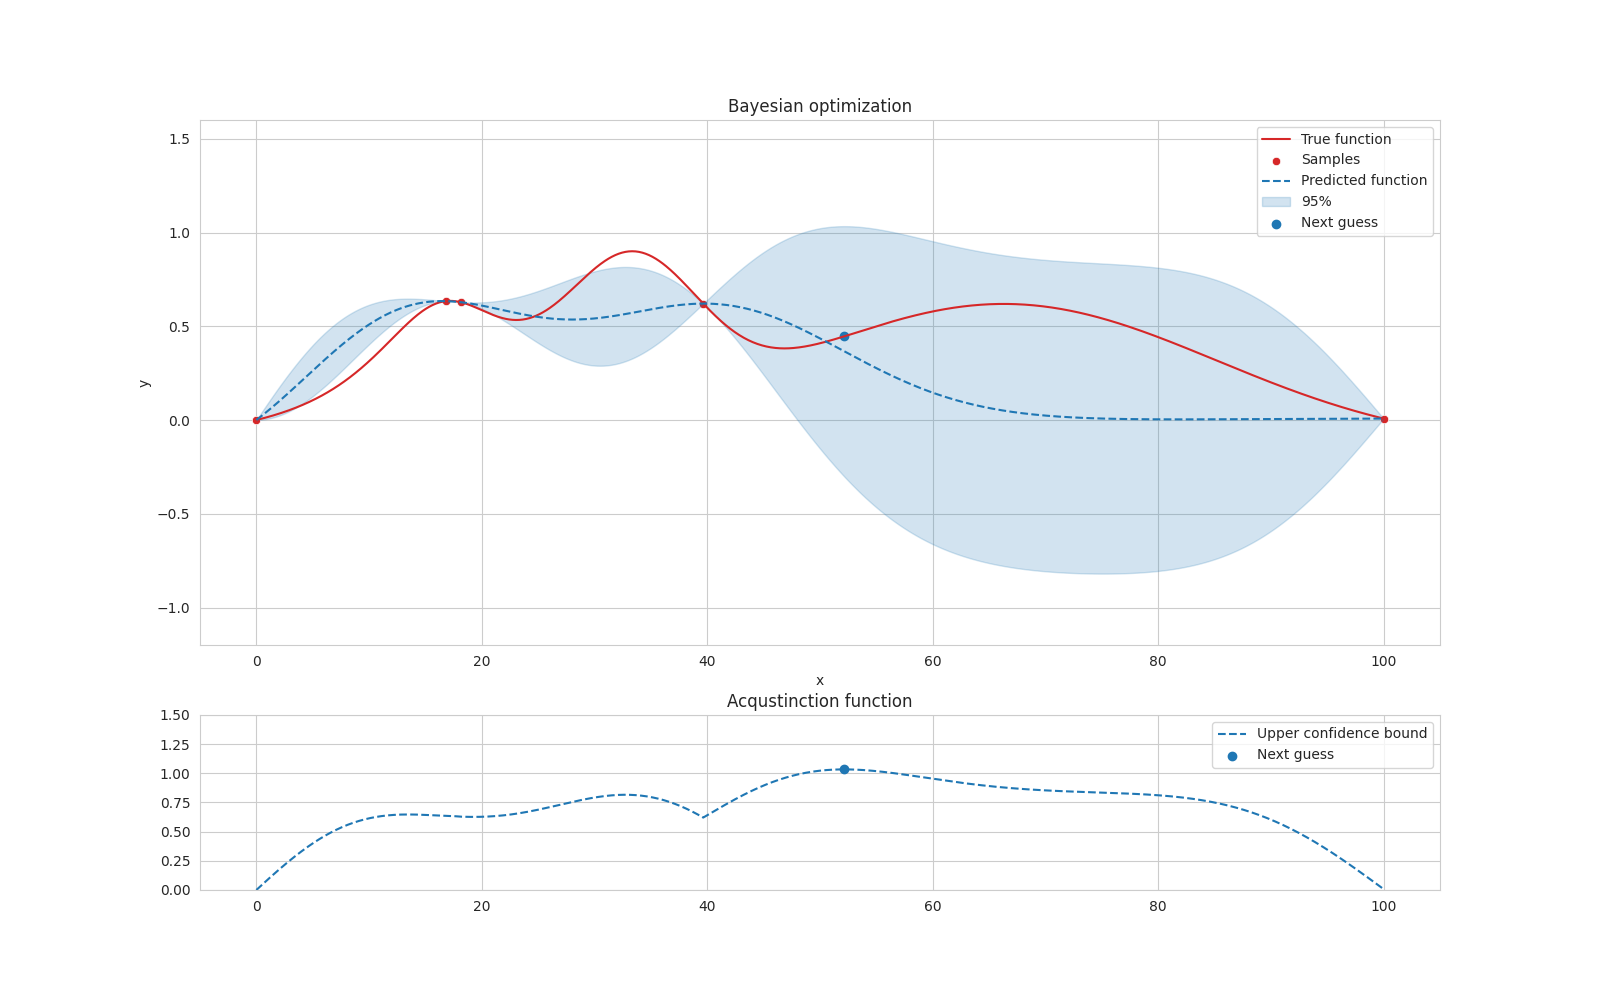 Bayesian optimization
1.5
1.0
0.5
0.0
−0.5
−1.0
y
True function
Samples
Predicted function
95%
Next guess
0 20 40 60 80 100
x
Acqustinction function
1.50
1.25
1.00
0.75
0.50
0.25
0.00
Upper confidence bound
Next guess
0 20 40 60 80 100